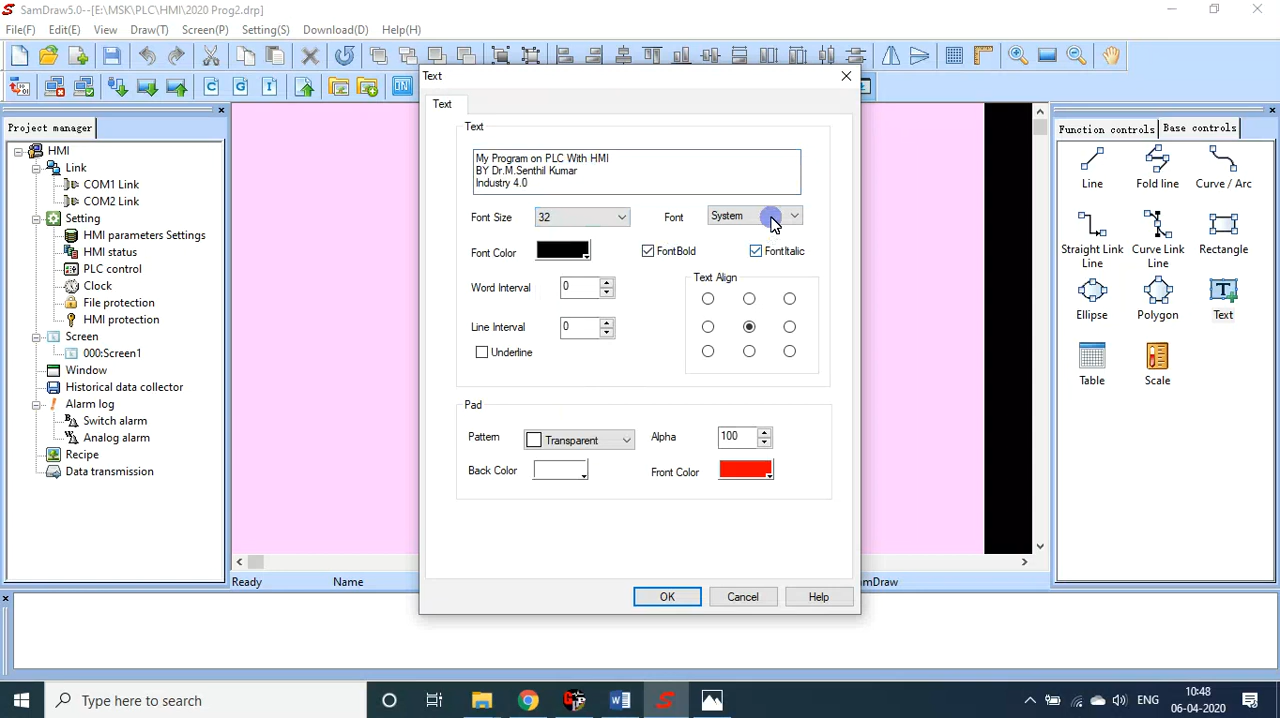 SamDraw5.0--[E:\MSK\PLC\HMI\2020 Prog2.drp]
File(F) Edit(E) View Draw(T) Screen(P) Setting(S) Download(D) Help(H)
C G I ON
Project manager
HMI
Link
COM1 Link
COM2 Link
Setting
HMI parameters Settings
HMI status
PLC control
Clock
File protection
HMI protection
Screen
000:Screen1
Window
Historical data collector
Alarm log
Switch alarm
Analog alarm
Recipe
Data transmission
Text
Text
Text
My Program on PLC With HMI
BY Dr.M.Senthil Kumar
Industry 4.0
Font Size 32 Font System
Font Color FontBold FontItalic
Word Interval 0 Text Align
Line Interval 0
Underline
Pad
Pattern Transparent Alpha 100
Back Color Front Color
OK Cancel Help
Function controls Base controls
Line Fold line Curve / Arc
Straight Link Line Curve Link Line Rectangle
Ellipse Polygon Text
Table Scale
Ready Name amDraw
Type here to search
ENG 10:48
06-04-2020